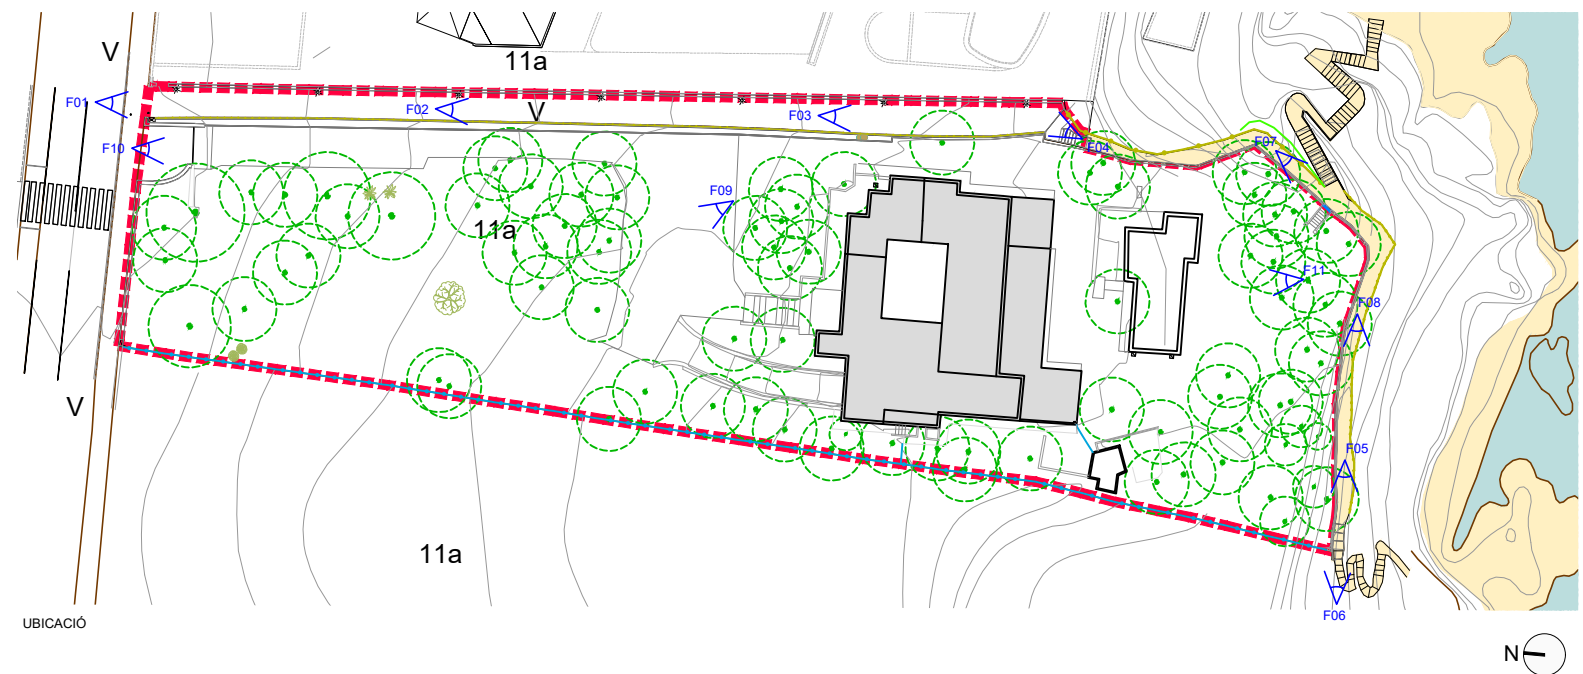 V
11a
F01
F02
V
F03
F10
F04
F07
F09
11a
F11
F08
V
F05
11a
F06
UBICACIÓ
N